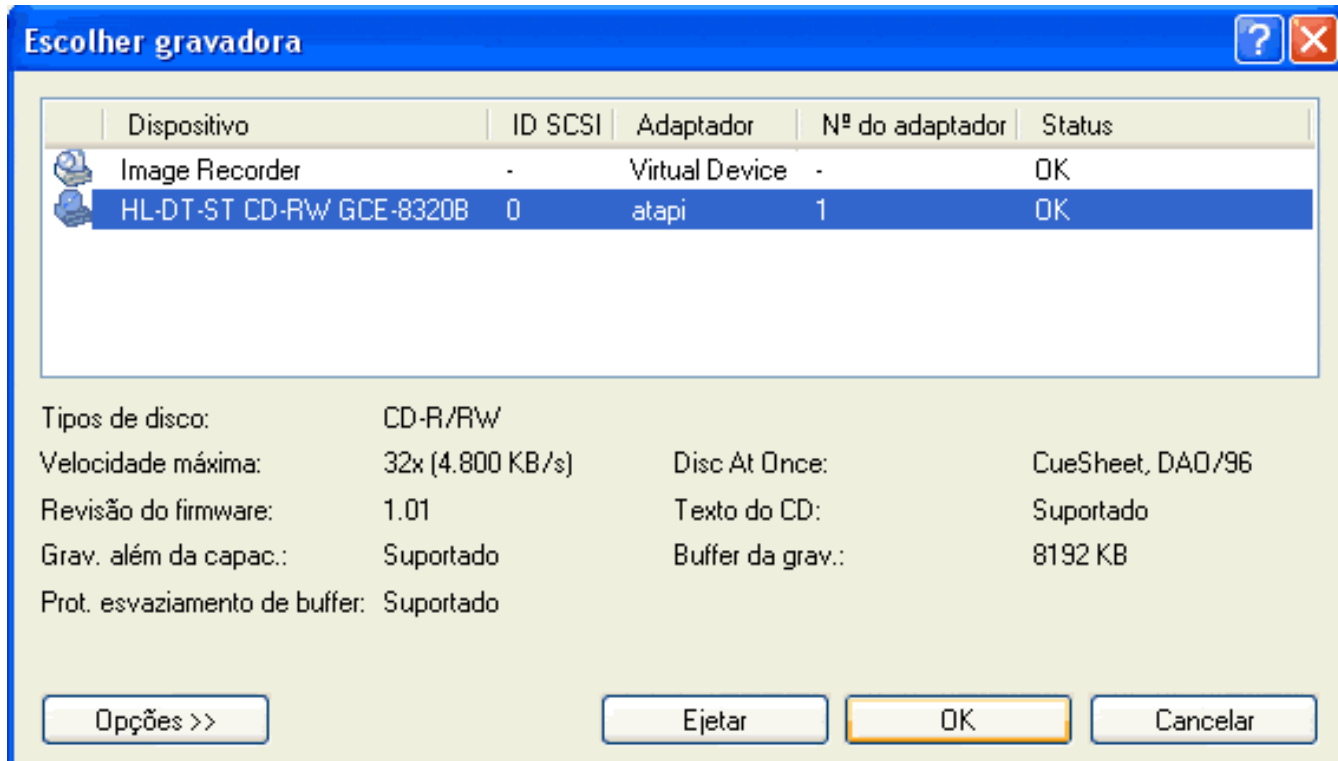 Escolher gravadora
Dispositivo ID SCSI Adaptador Nº do adaptador Status
Image Recorder - Virtual Device - OK
HL-DT-ST CD-RW GCE-8320B 0 atapi 1 OK
Tipos de disco: CD-R/RW
Velocidade máxima: 32x (4.800 KB/s) Disc At Once: CueSheet, DAO/96
Revisão do firmware: 1.01 Texto do CD: Suportado
Grav. além da capac.: Suportado Buffer da grav.: 8192 KB
Prot. esvaziamento de buffer: Suportado
Opções >> Ejetar OK Cancelar